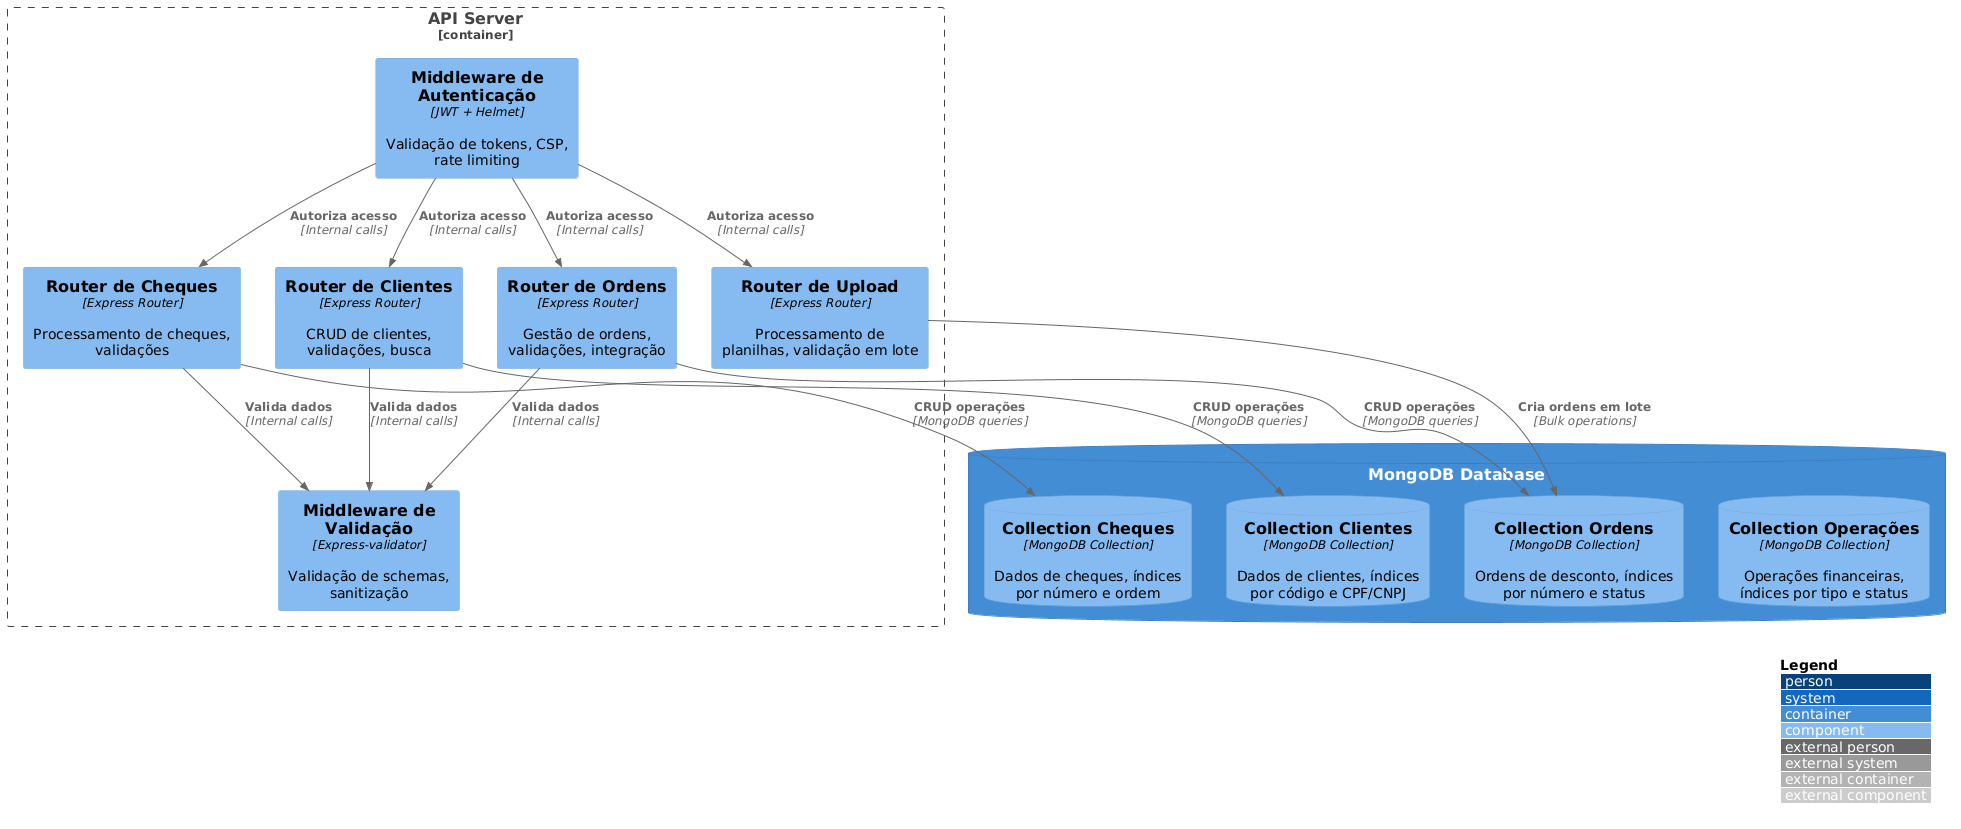 API Server
[container]
Middleware de
Autenticação
[JWT + Helmet]
Validação de tokens, CSP,
rate limiting
Autoriza acesso
[Internal calls]
Autoriza acesso
[Internal calls]
Autoriza acesso
[Internal calls]
Autoriza acesso
[Internal calls]
Router de Cheques
[Express Router]
Processamento de cheques,
validações
Router de Clientes
[Express Router]
CRUD de clientes,
validações, busca
Router de Ordens
[Express Router]
Gestão de ordens,
validações, integração
Router de Upload
[Express Router]
Processamento de
planilhas, validação em lote
Valida dados
[Internal calls]
Valida dados
[Internal calls]
Valida dados
[Internal calls]
CRUD operações
[MongoDB queries]
CRUD operações
[MongoDB queries]
CRUD operações
[MongoDB queries]
Cria ordens em lote
[Bulk operations]
Middleware de
Validação
[Express-validator]
Validação de schemas,
sanitização
MongoDB Database
Collection Cheques
[MongoDB Collection]
Dados de cheques, índices
por número e ordem
Collection Clientes
[MongoDB Collection]
Dados de clientes, índices
por código e CPF/CNPJ
Collection Ordens
[MongoDB Collection]
Ordens de desconto, índices
por número e status
Collection Operações
[MongoDB Collection]
Operações financeiras,
índices por tipo e status
Legend
person
system
container
component
external person
external system
external container
external component